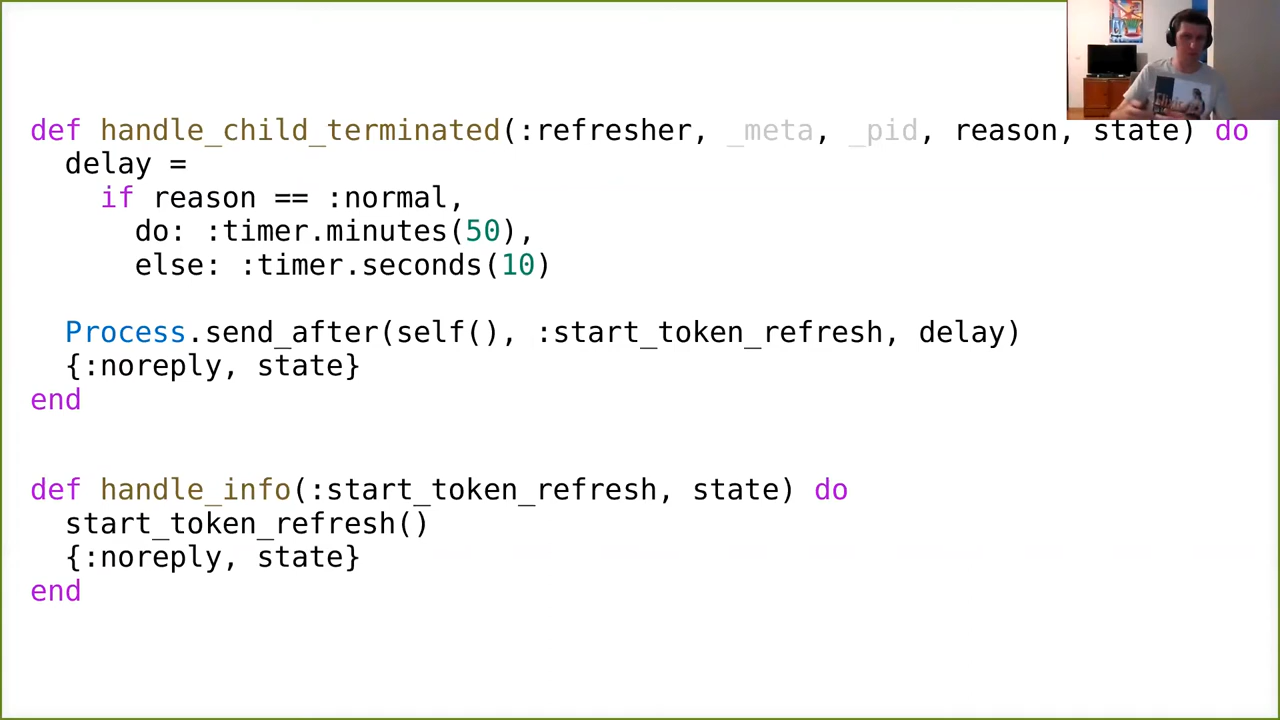 def handle_child_terminated(:refresher, _meta, _pid, reason, state) do
  delay =
    if reason == :normal,
      do: :timer.minutes(50),
      else: :timer.seconds(10)

  Process.send_after(self(), :start_token_refresh, delay)
  {:noreply, state}
end

def handle_info(:start_token_refresh, state) do
  start_token_refresh()
  {:noreply, state}
end